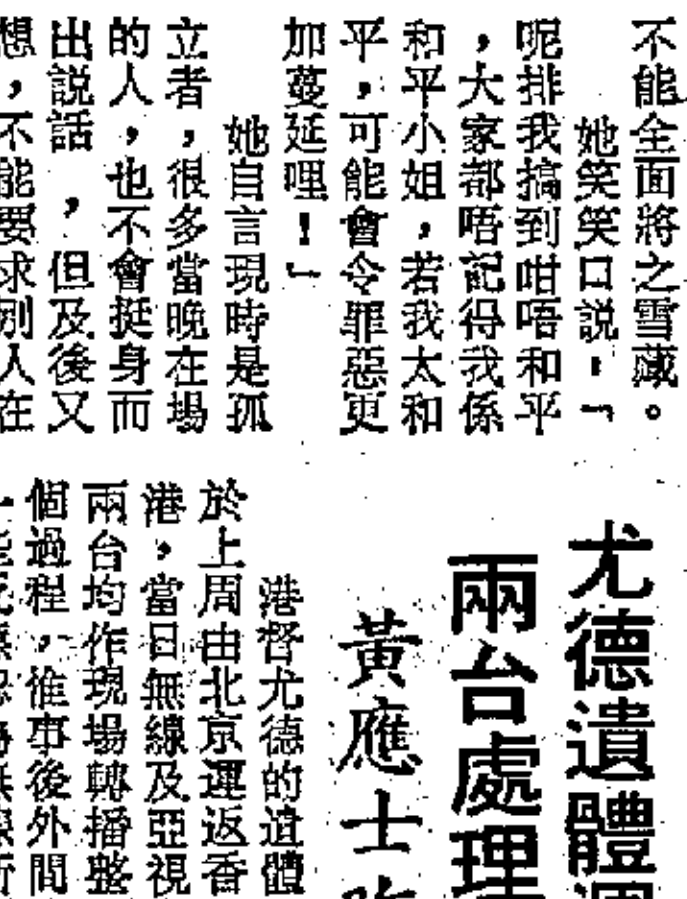 不能全面將之雪藏。
她笑笑口説:「
呢排我搞到咁唔和平
,大家都唔記得我係
和平小姐,若我太和
平,可能會令罪惡更
加蔓延哩!」
她自言現時是孤
立者,很多當晚在場
的人,也不會挺身而
出説話,但及後又
想,不能要求別人在
尤德遺體
兩台處理
黃應士
港督尤德的遺體
於上周由北京運返香
港,當日無線及亞視
兩台均作現場轉播整
個過程,惟事後外間